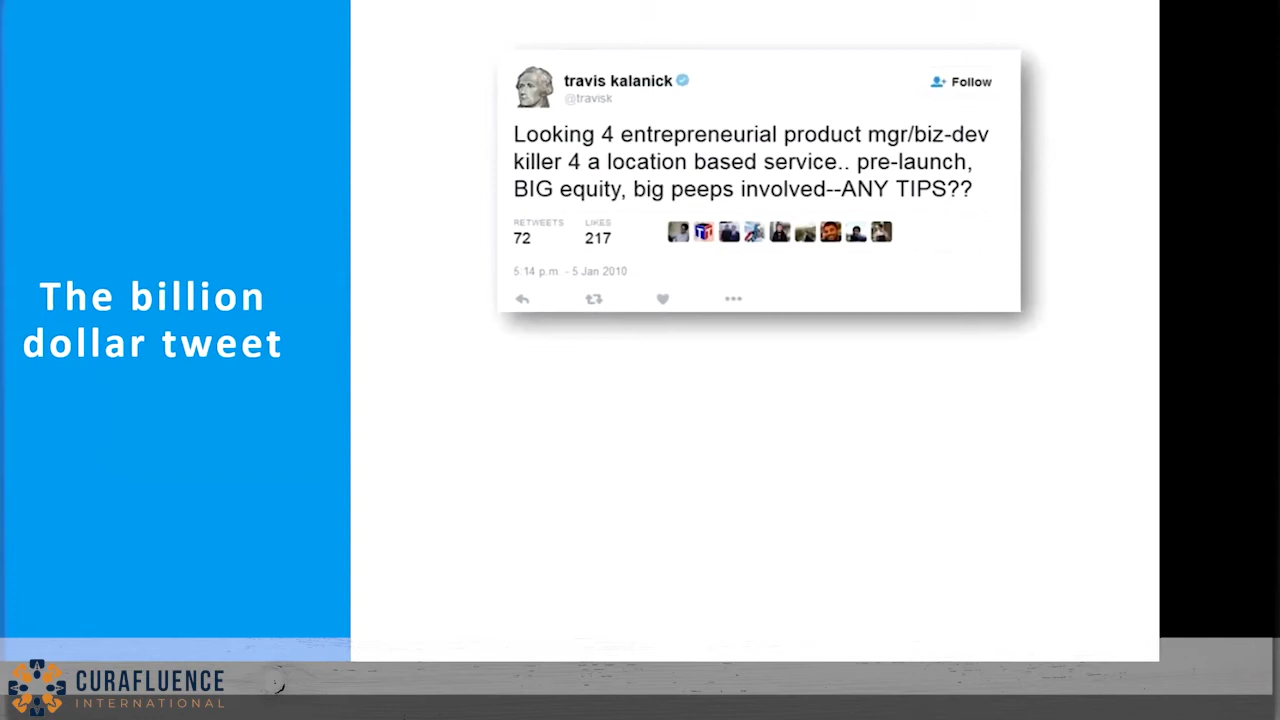 The billion
dollar tweet
travis kalanick
@travisk
Follow
Looking 4 entrepreneurial product mgr/biz-dev
killer 4 a location based service.. pre-launch,
BIG equity, big peeps involved--ANY TIPS??
RETWEETS LIKES
72 217
5:14 p.m. - 5 Jan 2010
CURAFLUENCE
INTERNATIONAL